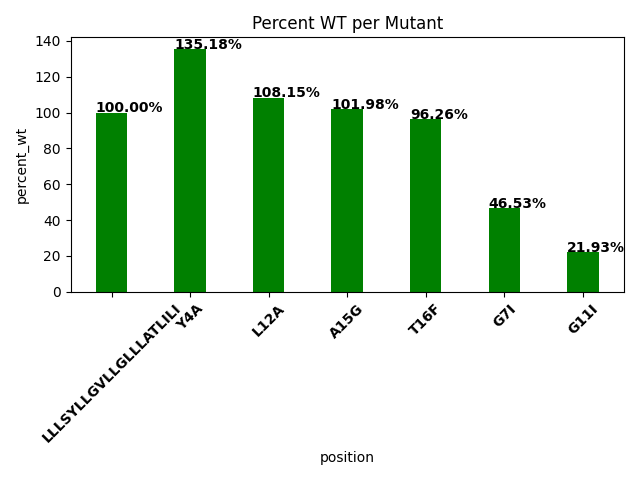 Percent WT per Mutant
percent_wt
140
120
100
80
60
40
20
0
100.00%
135.18%
108.15%
101.98%
96.26%
46.53%
21.93%
LLLSYLLGVLLGLLLATLILI
Y4A
L12A
A15G
T16F
G7I
G11I
position